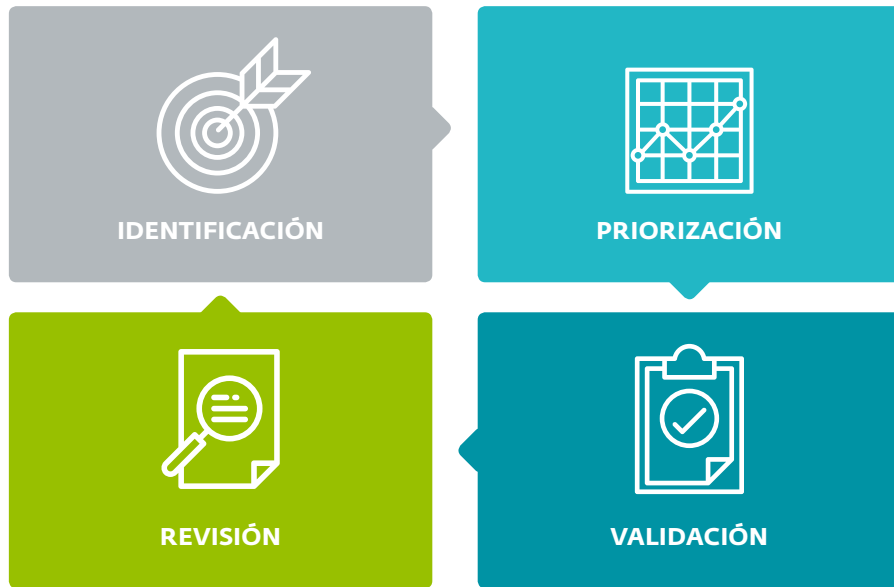 IDENTIFICACIÓN
PRIORIZACIÓN
REVISIÓN
VALIDACIÓN